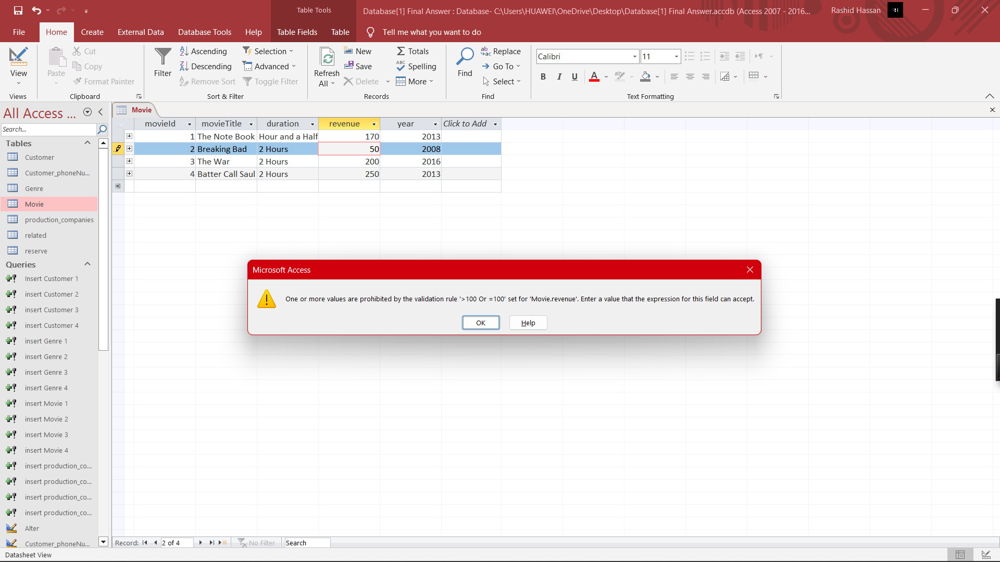 Table Tools
Database[1] Final Answer : Database- C:\Users\HUAWEI\OneDrive\Desktop\Database[1] Final Answer.accdb (Access 2007 - 2016...
Rashid Hassan
File Home Create External Data Database Tools Help Table Fields Table Tell me what you want to do
View
Views
Paste
Cut
Copy
Format Painter
Clipboard
Filter
Ascending
Descending
Remove Sort
Selection
Advanced
Toggle Filter
Sort & Filter
Refresh
All
New
Save
Delete
Totals
Spelling
More
Records
Find
Replace
Go To
Select
Find
Calibri 11
B I U A
Text Formatting
All Access ...
Search...
Tables
Customer
Customer_phoneNu...
Genre
Movie
production_companies
related
reserve
Queries
Insert Customer 1
insert Customer 2
insert Customer 3
insert Customer 4
insert Genre 1
insert Genre 2
insert Genre 3
insert Genre 4
insert Movie 1
insert Movie 2
insert Movie 3
insert Movie 4
insert production_co...
insert production_co...
insert production_co...
insert production_co...
Alter
Customer_phoneNu...
Movie
movieId movieTitle duration revenue year Click to Add
1 The Note Book Hour and a Half 170 2013
2 Breaking Bad 2 Hours 50 2008
3 The War 2 Hours 200 2016
4 Batter Call Saul 2 Hours 250 2013
Microsoft Access
One or more values are prohibited by the validation rule '>100 Or =100' set for 'Movie.revenue'. Enter a value that the expression for this field can accept.
OK Help
Record: 2 of 4 No Filter Search
Datasheet View